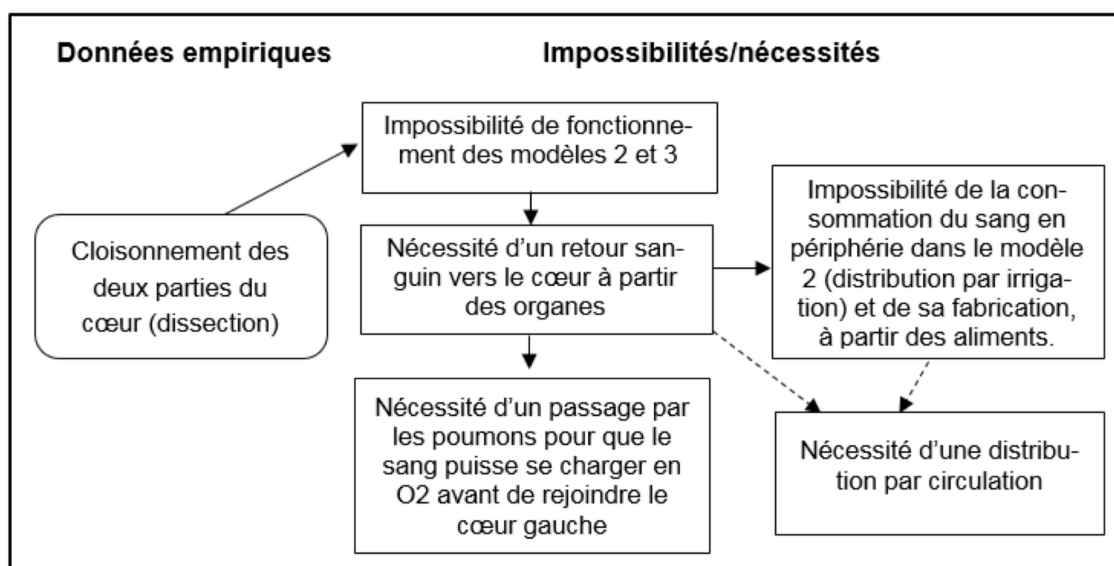 Données empiriques
Impossibilités/nécessités
Impossibilité de fonctionne-
ment des modèles 2 et 3
Cloisonnement des
deux parties du
cœur (dissection)
Nécessité d’un retour san-
guin vers le cœur à partir
des organes
Impossibilité de la con-
sommation du sang en
périphérie dans le modèle
2 (distribution par irriga-
tion) et de sa fabrication,
à partir des aliments.
Nécessité d’un passage par
les poumons pour que le
sang puisse se charger en
O2 avant de rejoindre le
cœur gauche
Nécessité d’une distribu-
tion par circulation